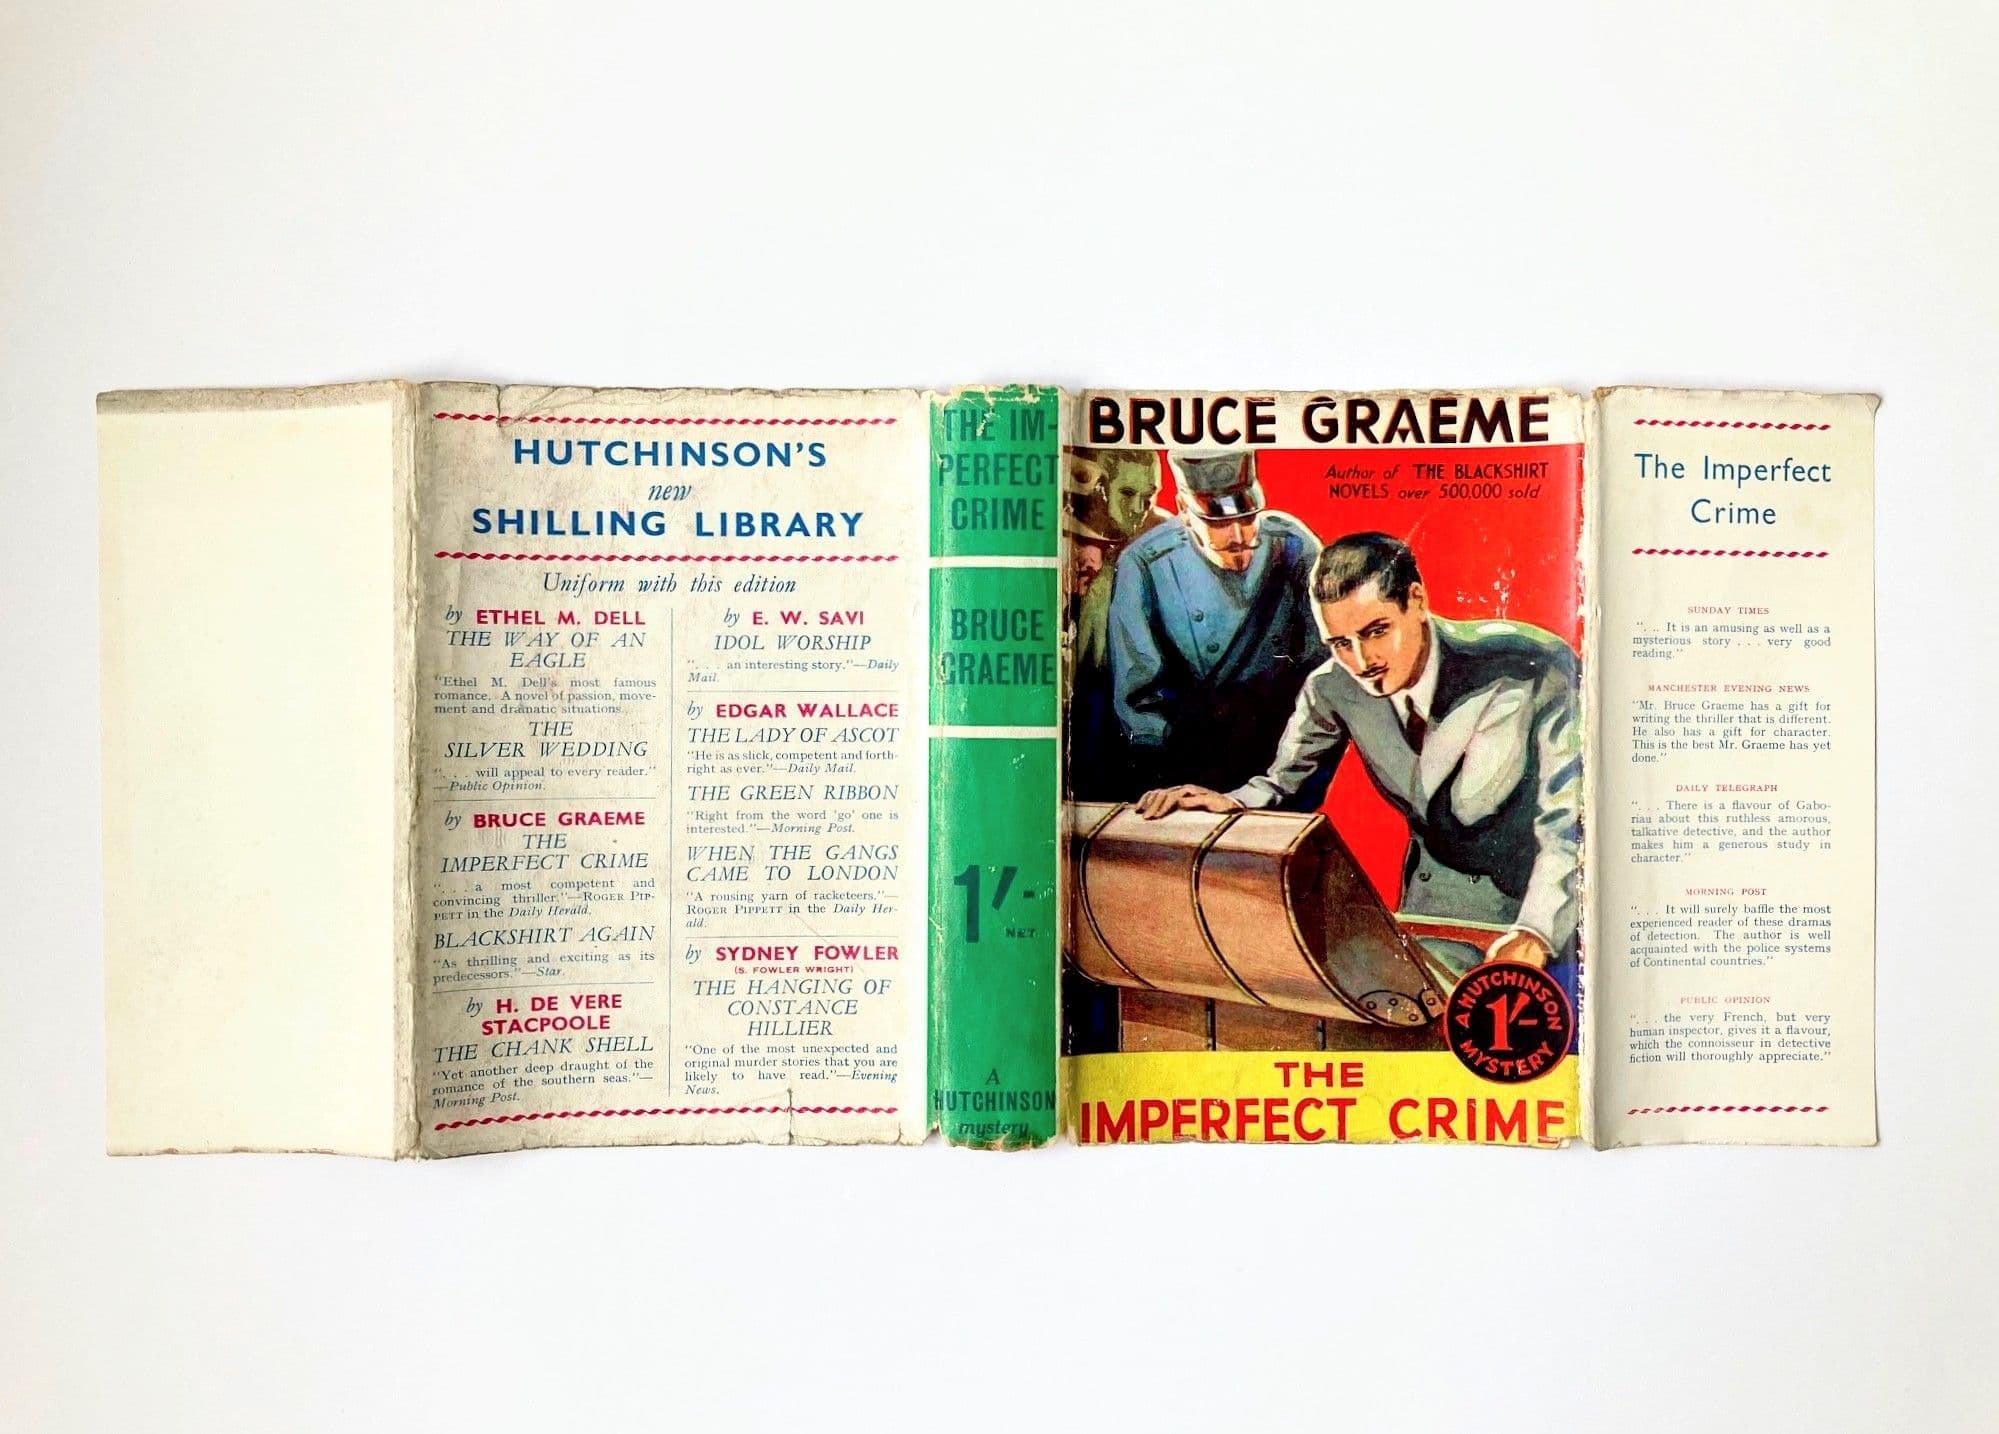 HUTCHINSON'S
new
SHILLING LIBRARY
Uniform with this edition
by ETHEL M. DELL
THE WAY OF AN
EAGLE
"Ethel M. Dell's most famous
romance. A novel of passion, move-
ment and dramatic situations.
THE
SILVER WEDDING
". . . will appeal to every reader."
—Public Opinion.
by BRUCE GRAEME
THE
IMPERFECT CRIME
". . . a most competent and
convincing thriller."—ROGER PIP-
PETT in the Daily Herald.
BLACKSHIRT AGAIN
"As thrilling and exciting as its
predecessors."—Star.
by H. DE VERE
STACPOOLE
THE CHANK SHELL
"Yet another deep draught of the
romance of the southern seas."—
Morning Post.
by E. W. SAVI
IDOL WORSHIP
". . . an interesting story."—Daily
Mail.
by EDGAR WALLACE
THE LADY OF ASCOT
"He is as slick, competent and forth-
right as ever."—Daily Mail.
THE GREEN RIBBON
"Right from the word 'go' one is
interested."—Morning Post.
WHEN THE GANGS
CAME TO LONDON
"A rousing yarn of racketeers."—
ROGER PIPPETT in the Daily Her-
ald.
by SYDNEY FOWLER
(S. FOWLER WRIGHT)
THE HANGING OF
CONSTANCE
HILLIER
"One of the most unexpected and
original murder stories that you are
likely to have read."—Evening
News.
THE IM-
PERFECT
CRIME
BRUCE
GRAEME
1/-
NET
A
HUTCHINSON
mystery
BRUCE GRAEME
Author of THE BLACKSHIRT
NOVELS over 500,000 sold
A HUTCHINSON
1/-
MYSTERY
THE
IMPERFECT CRIME
The Imperfect
Crime
SUNDAY TIMES
". . . It is an amusing as well as a
mysterious story . . . very good
reading."
MANCHESTER EVENING NEWS
"Mr. Bruce Graeme has a gift for
writing the thriller that is different.
He also has a gift for character.
This is the best Mr. Graeme has yet
done."
DAILY TELEGRAPH
". . . There is a flavour of Gabo-
riau about this ruthless amorous,
talkative detective, and the author
makes him a generous study in
character."
MORNING POST
". . . It will surely baffle the most
experienced reader of these dramas
of detection. The author is well
acquainted with the police systems
of Continental countries."
PUBLIC OPINION
". . . the very French, but very
human inspector, gives it a flavour,
which the connoisseur in detective
fiction will thoroughly appreciate."